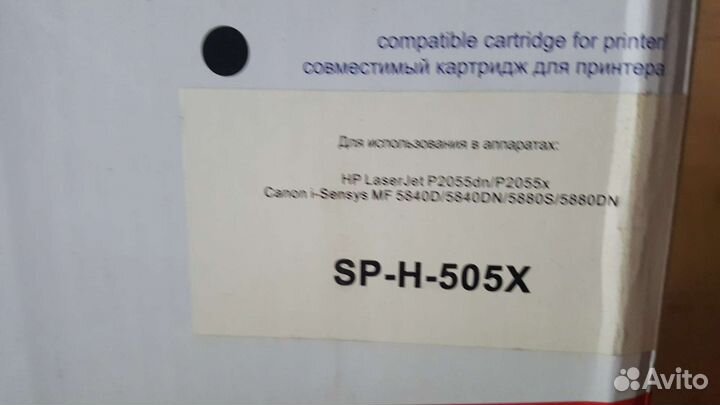 compatible cartridge for printer
совместимый картридж для принтера
Для использования в аппаратах:
HP LaserJet P2055dn/P2055x
Canon i-Sensys MF 5840D/5840DN/5880S/5880DN
SP-H-505X
Avito